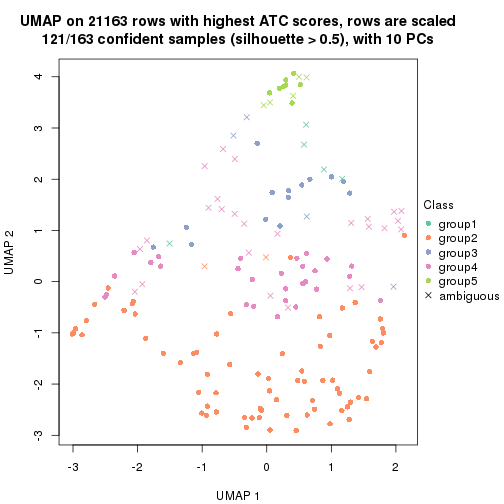 UMAP on 21163 rows with highest ATC scores, rows are scaled
121/163 confident samples (silhouette > 0.5), with 10 PCs
4
3
2
1
0
-1
-2
-3
UMAP 2
-3
-2
-1
0
1
2
UMAP 1
Class
group1
group2
group3
group4
group5
ambiguous